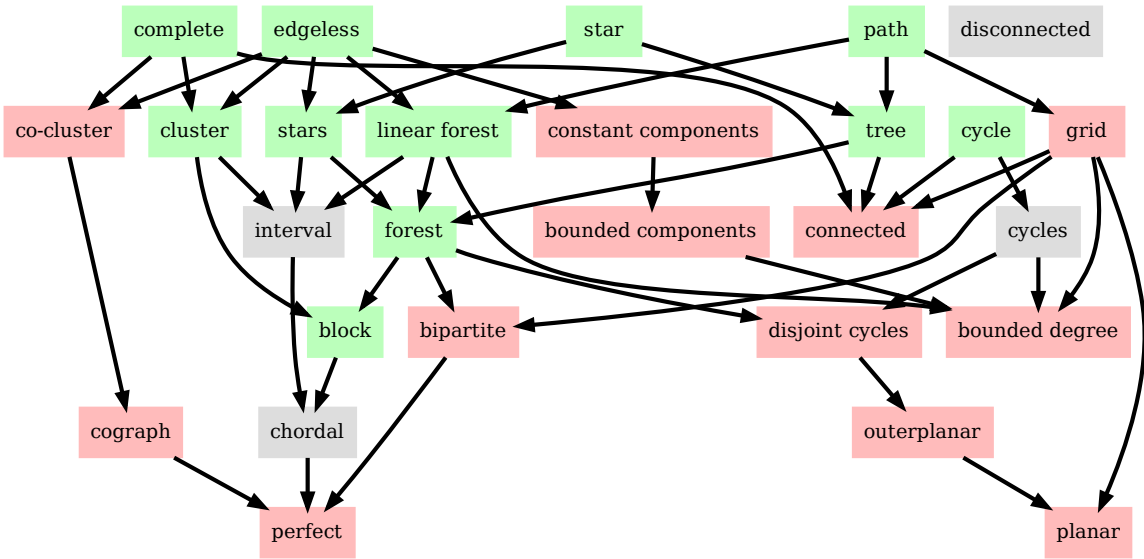 complete
edgeless
star
path
disconnected
co-cluster
cluster
stars
linear forest
constant components
tree
cycle
grid
interval
forest
bounded components
connected
cycles
block
bipartite
disjoint cycles
bounded degree
cograph
chordal
outerplanar
perfect
planar